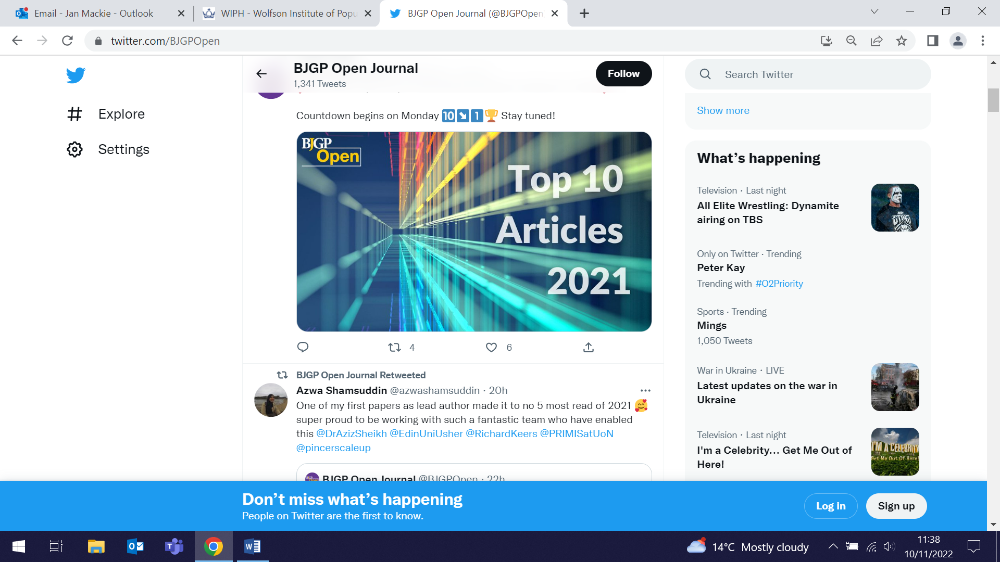 Email - Jan Mackie - Outlook
WIPH - Wolfson Institute of Popu
BJGP Open Journal (@BJGPOpen
twitter.com/BJGPOpen
BJGP Open Journal
1,341 Tweets
Follow
Search Twitter
Explore
Settings
Countdown begins on Monday 10 ↘ 1 🏆 Stay tuned!
BJGP
Open
Top 10
Articles
2021
4
6
BJGP Open Journal Retweeted
Azwa Shamsuddin @azwashamsuddin · 20h
One of my first papers as lead author made it to no 5 most read of 2021 🥰
super proud to be working with such a fantastic team who have enabled
this @DrAzizSheikh @EdinUniUsher @RichardKeers @PRIMISatUoN
@pincerscaleup
BJGP Open Journal @BJGPOpen · 22h
Show more
What's happening
Television · Last night
All Elite Wrestling: Dynamite
airing on TBS
Only on Twitter · Trending
Peter Kay
Trending with #O2Priority
Sports · Trending
Mings
1,050 Tweets
War in Ukraine · LIVE
Latest updates on the war in
Ukraine
Television · Last night
I'm a Celebrity... Get Me Out of
Here!
I'M A CELEBRITY
Get Me Out Of Here!
Don't miss what's happening
People on Twitter are the first to know.
Log in
Sign up
14°C Mostly cloudy
11:38
10/11/2022